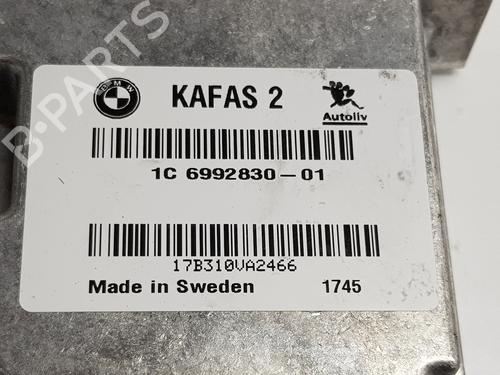 BMW KAFAS 2
Autoliv
1C 6992830-01
17B310VA2466
Made in Sweden 1745
B-PARTS